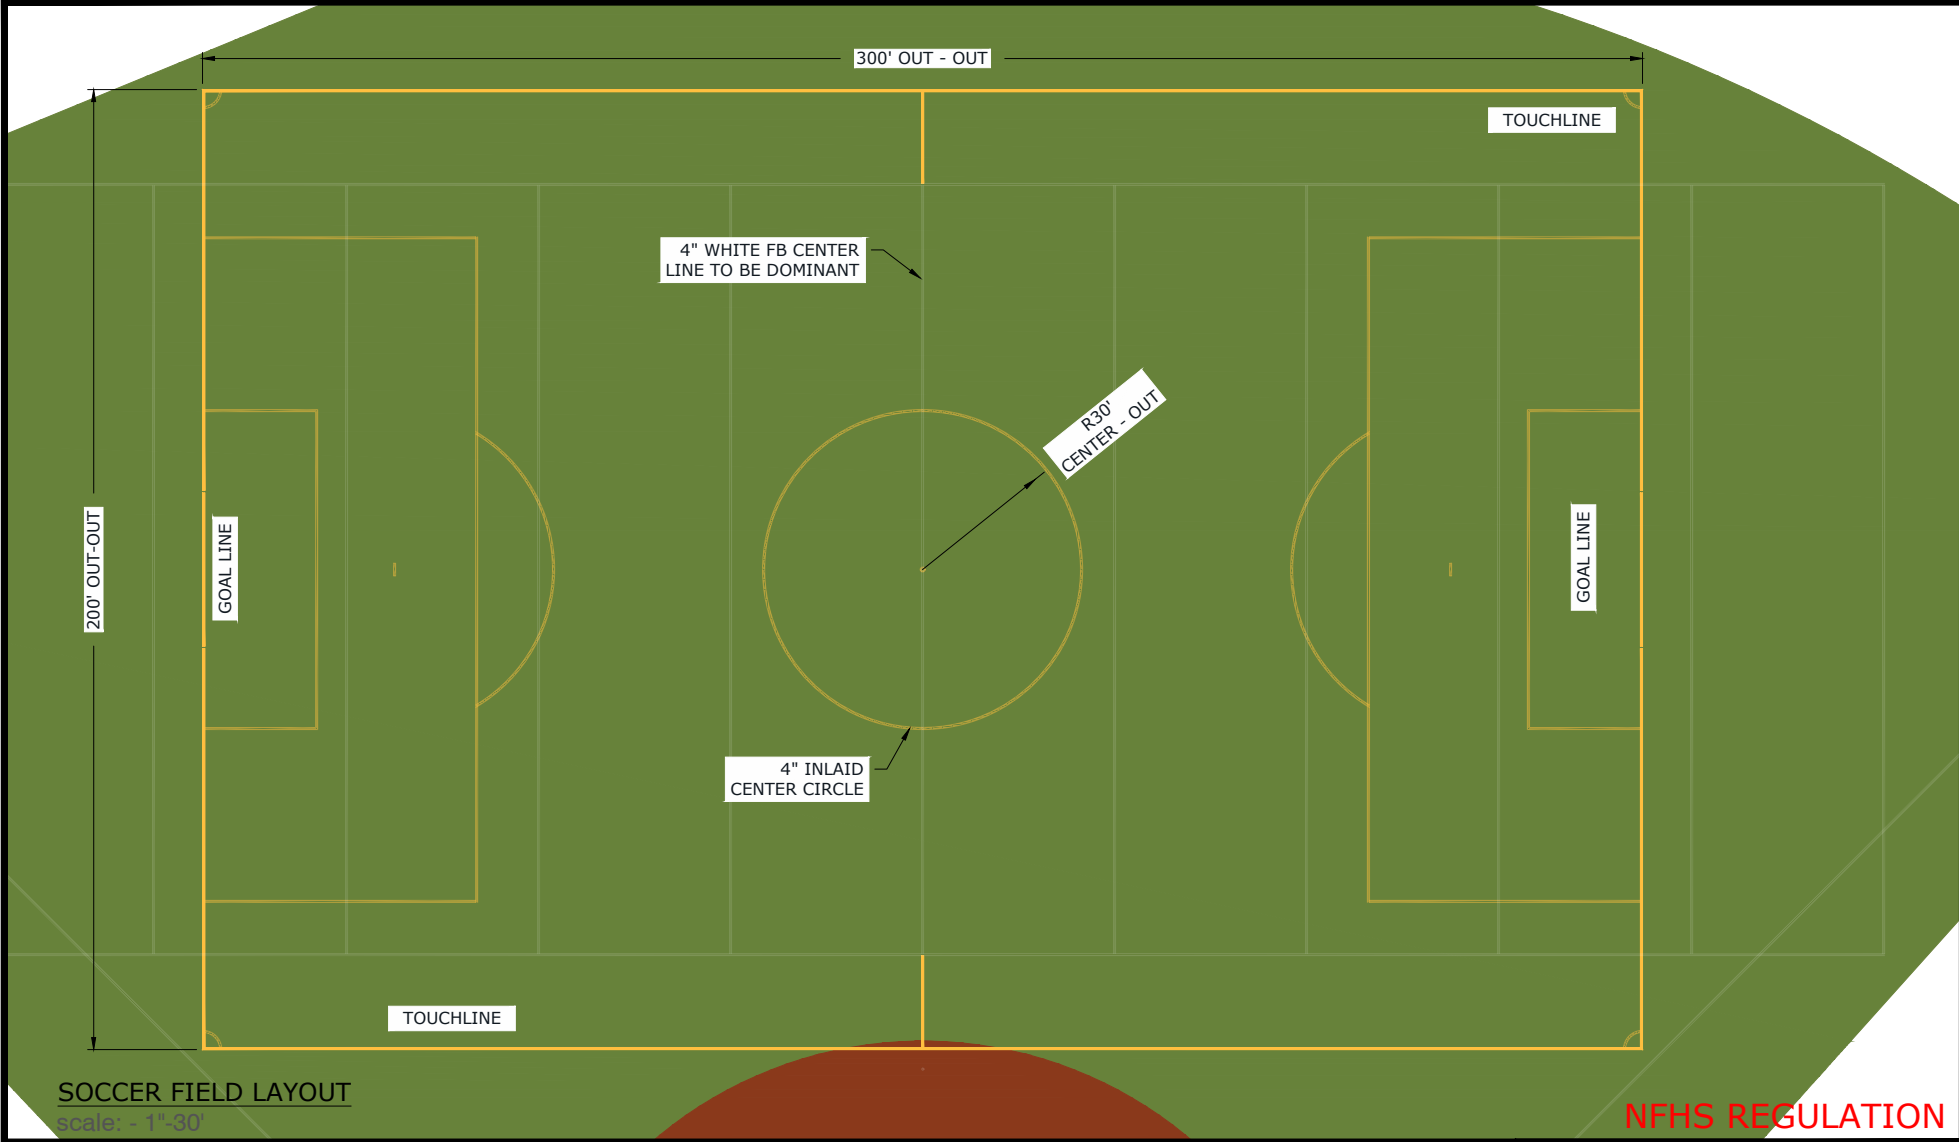 300' OUT - OUT
TOUCHLINE
4" WHITE FB CENTER
LINE TO BE DOMINANT
R30'
CENTER - OUT
200' OUT-OUT
GOAL LINE
GOAL LINE
4" INLAID
CENTER CIRCLE
TOUCHLINE
SOCCER FIELD LAYOUT
scale: - 1"-30'
NFHS REGULATION